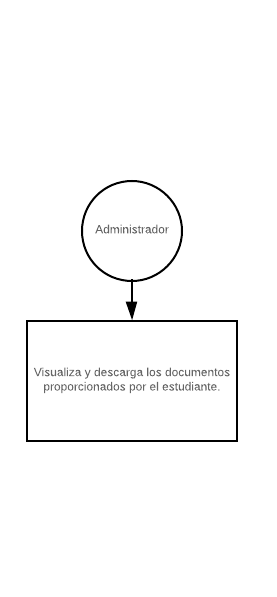 Administrador
Visualiza y descarga los documentos
proporcionados por el estudiante.